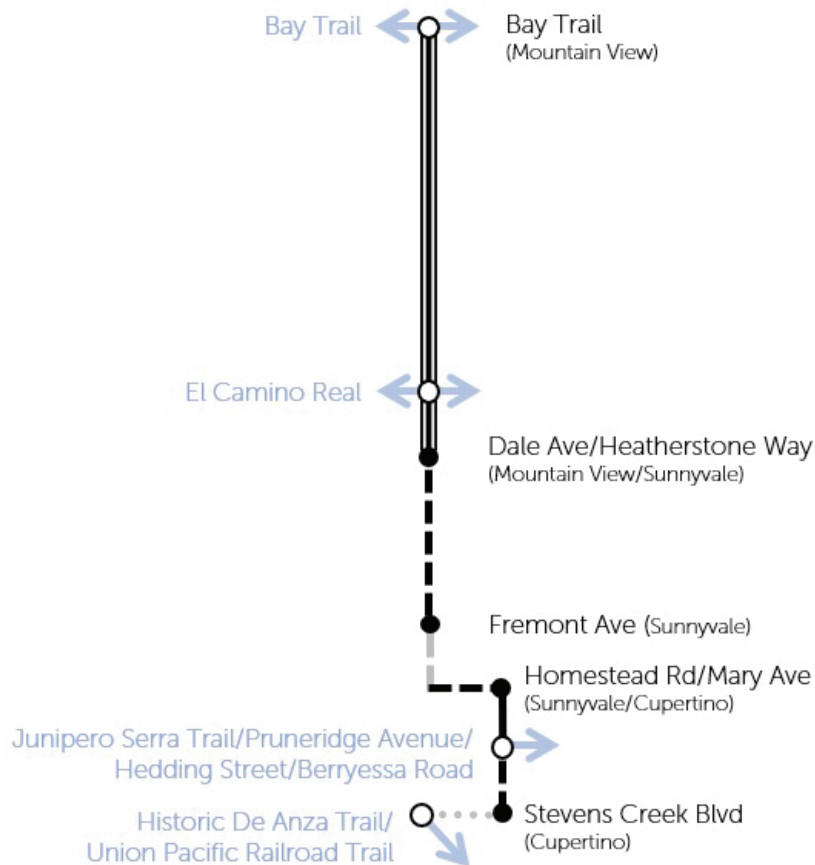 Bay Trail
Bay Trail
(Mountain View)
El Camino Real
Dale Ave/Heatherstone Way
(Mountain View/Sunnyvale)
Fremont Ave (Sunnyvale)
Homestead Rd/Mary Ave
(Sunnyvale/Cupertino)
Junipero Serra Trail/Pruneridge Avenue/
Hedding Street/Berryessa Road
Stevens Creek Blvd
(Cupertino)
Historic De Anza Trail/
Union Pacific Railroad Trail